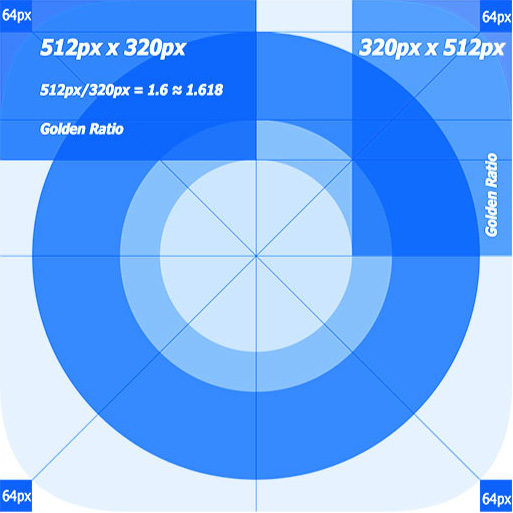 64px
64px
512px x 320px
320px x 512px
512px/320px = 1.6 ≈ 1.618
Golden Ratio
Golden Ratio
64px
64px